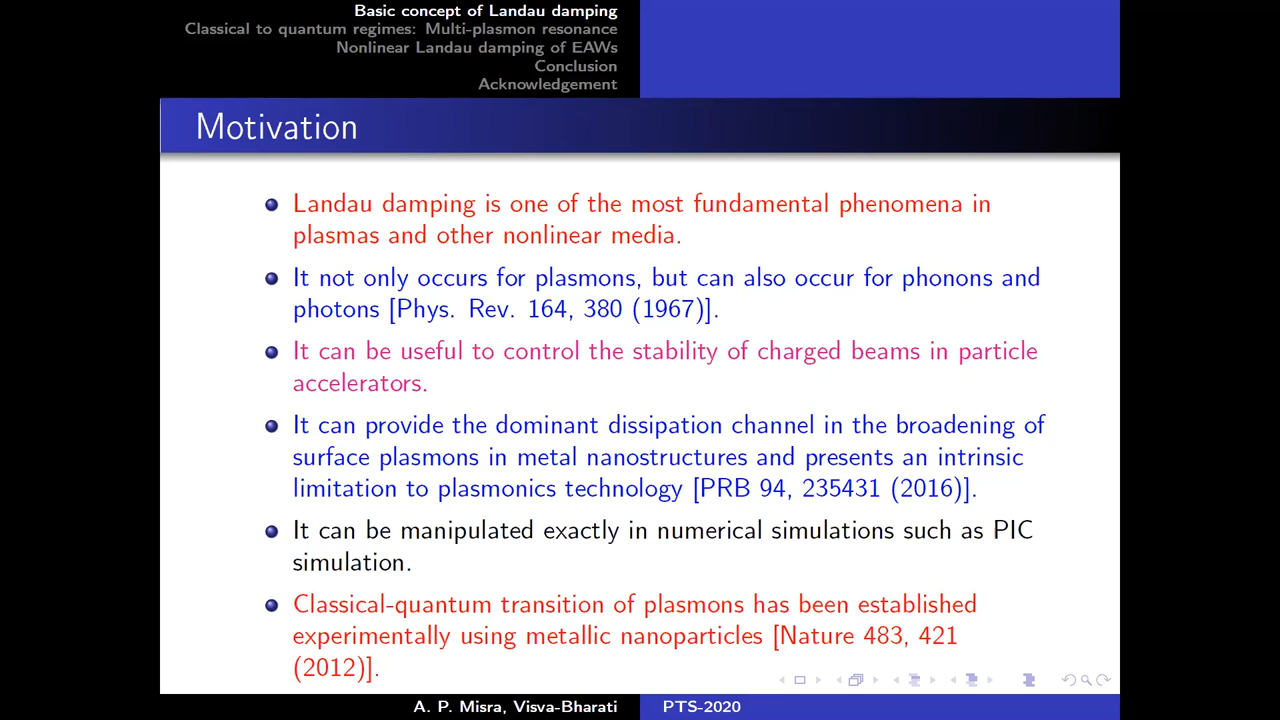 Basic concept of Landau damping
Classical to quantum regimes: Multi-plasmon resonance
Nonlinear Landau damping of EAWs
Conclusion
Acknowledgement
Motivation
Landau damping is one of the most fundamental phenomena in
plasmas and other nonlinear media.
It not only occurs for plasmons, but can also occur for phonons and
photons [Phys. Rev. 164, 380 (1967)].
It can be useful to control the stability of charged beams in particle
accelerators.
It can provide the dominant dissipation channel in the broadening of
surface plasmons in metal nanostructures and presents an intrinsic
limitation to plasmonics technology [PRB 94, 235431 (2016)].
It can be manipulated exactly in numerical simulations such as PIC
simulation.
Classical-quantum transition of plasmons has been established
experimentally using metallic nanoparticles [Nature 483, 421
(2012)].
A. P. Misra, Visva-Bharati
PTS-2020